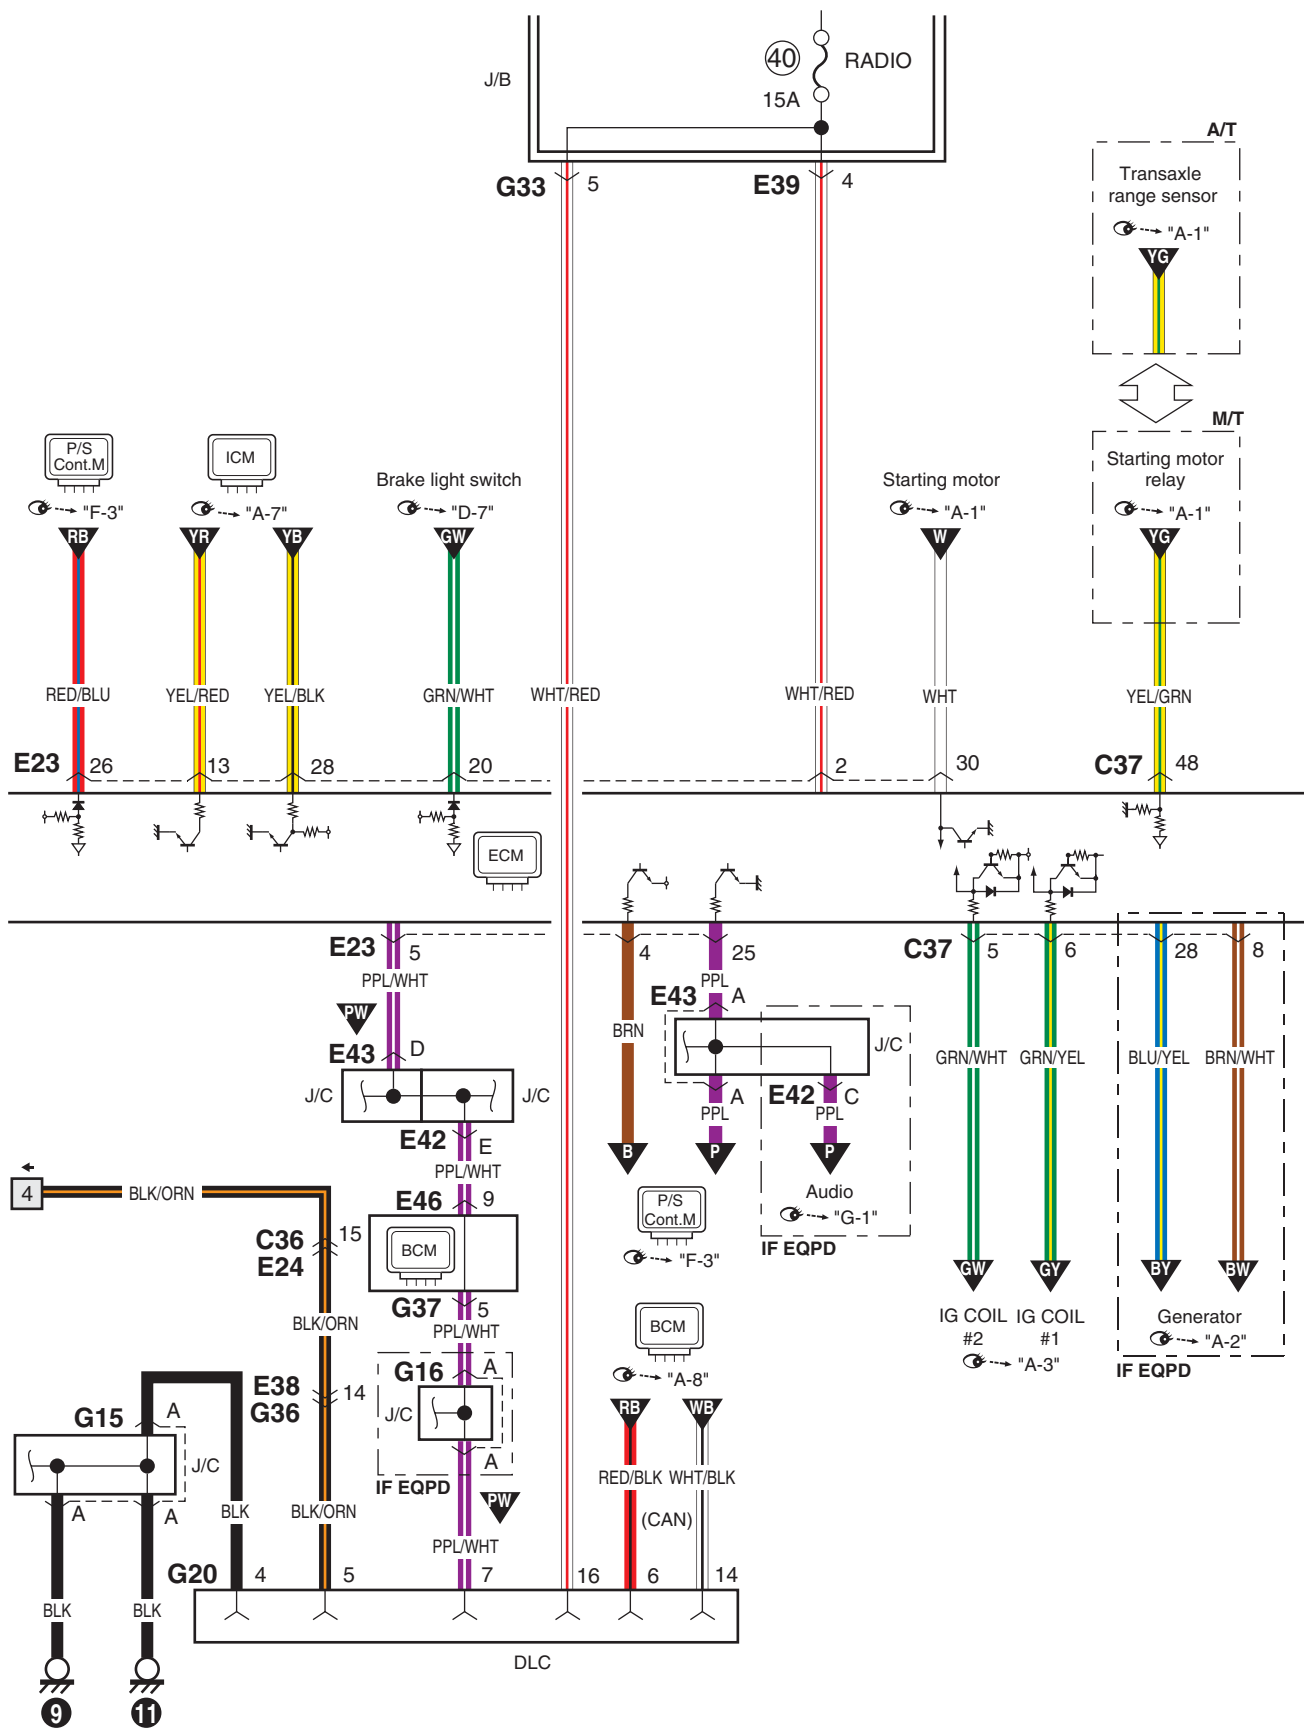 40 RADIO
J/B
15A
G33 5
E39 4
A/T
Transaxle
range sensor
"A-1"
YG
M/T
P/S
Cont.M
ICM
Brake light switch
Starting motor
Starting motor
relay
"F-3"
"A-7"
"D-7"
"A-1"
"A-1"
RB
YR
YB
GW
W
YG
RED/BLU
YEL/RED
YEL/BLK
GRN/WHT
WHT/RED
WHT/RED
WHT
YEL/GRN
E23 26
13
28
20
2
30
C37 48
ECM
E23 5
4
25
C37 5
6
28
8
PPL/WHT
PPL
PW
E43 A
E43 D
BRN
J/C
GRN/WHT
GRN/YEL
BLU/YEL
BRN/WHT
J/C
J/C
A
E42 C
PPL
PPL
E42 E
B
P
P
PPL/WHT
4
BLK/ORN
E46 9
P/S
Cont.M
Audio
"G-1"
C36 15
E24
BCM
"F-3"
IF EQPD
GW
GY
BY
BW
G37 5
IG COIL
#2
IG COIL
#1
Generator
"A-2"
BLK/ORN
PPL/WHT
BCM
"A-3"
IF EQPD
G16 A
"A-8"
E38 14
G36
RB
WB
G15 A
J/C
A
J/C
IF EQPD
RED/BLK
WHT/BLK
PW
A
A
BLK
BLK/ORN
(CAN)
PPL/WHT
G20 4
5
7
16
6
14
BLK
BLK
DLC
9
11